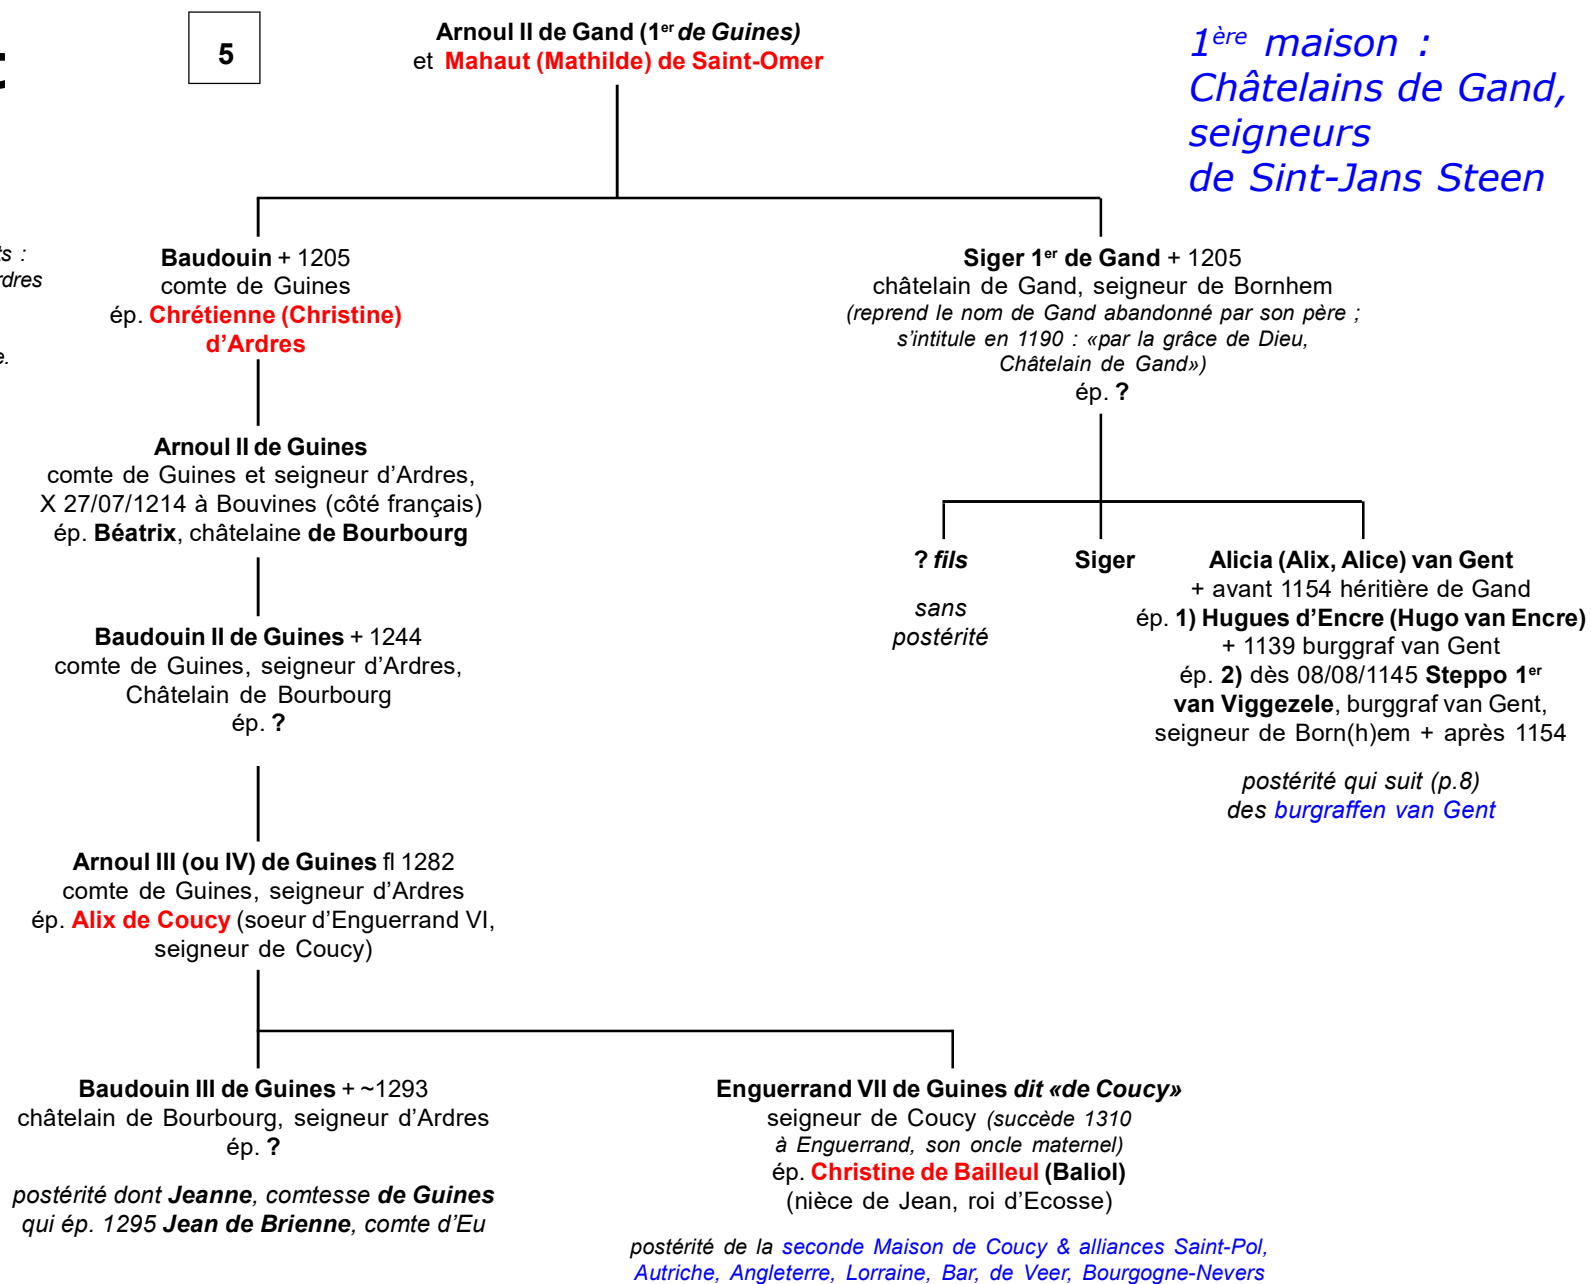 t
5
Arnoul II de Gand (1er de Guines)
et Mahaut (Mathilde) de Saint-Omer
1ère maison :
Châtelains de Gand,
seigneurs
de Sint-Jans Steen
ts :
rdres
e.
Baudouin + 1205
comte de Guines
ép. Chrétienne (Christine)
d’Ardres
Siger 1er de Gand + 1205
châtelain de Gand, seigneur de Bornhem
(reprend le nom de Gand abandonné par son père ;
s’intitule en 1190 : «par la grâce de Dieu,
Châtelain de Gand»)
ép. ?
Arnoul II de Guines
comte de Guines et seigneur d’Ardres,
X 27/07/1214 à Bouvines (côté français)
ép. Béatrix, châtelaine de Bourbourg
? fils
sans
postérité
Siger
Alicia (Alix, Alice) van Gent
+ avant 1154 héritière de Gand
ép. 1) Hugues d’Encre (Hugo van Encre)
+ 1139 burggraf van Gent
ép. 2) dès 08/08/1145 Steppo 1er
van Viggezele, burggraf van Gent,
seigneur de Born(h)em + après 1154
postérité qui suit (p.8)
des burgraffen van Gent
Baudouin II de Guines + 1244
comte de Guines, seigneur d’Ardres,
Châtelain de Bourbourg
ép. ?
Arnoul III (ou IV) de Guines fl 1282
comte de Guines, seigneur d’Ardres
ép. Alix de Coucy (soeur d’Enguerrand VI,
seigneur de Coucy)
Baudouin III de Guines + ~1293
châtelain de Bourbourg, seigneur d’Ardres
ép. ?
postérité dont Jeanne, comtesse de Guines
qui ép. 1295 Jean de Brienne, comte d’Eu
Enguerrand VII de Guines dit «de Coucy»
seigneur de Coucy (succède 1310
à Enguerrand, son oncle maternel)
ép. Christine de Bailleul (Baliol)
(nièce de Jean, roi d’Ecosse)
postérité de la seconde Maison de Coucy & alliances Saint-Pol,
Autriche, Angleterre, Lorraine, Bar, de Veer, Bourgogne-Nevers